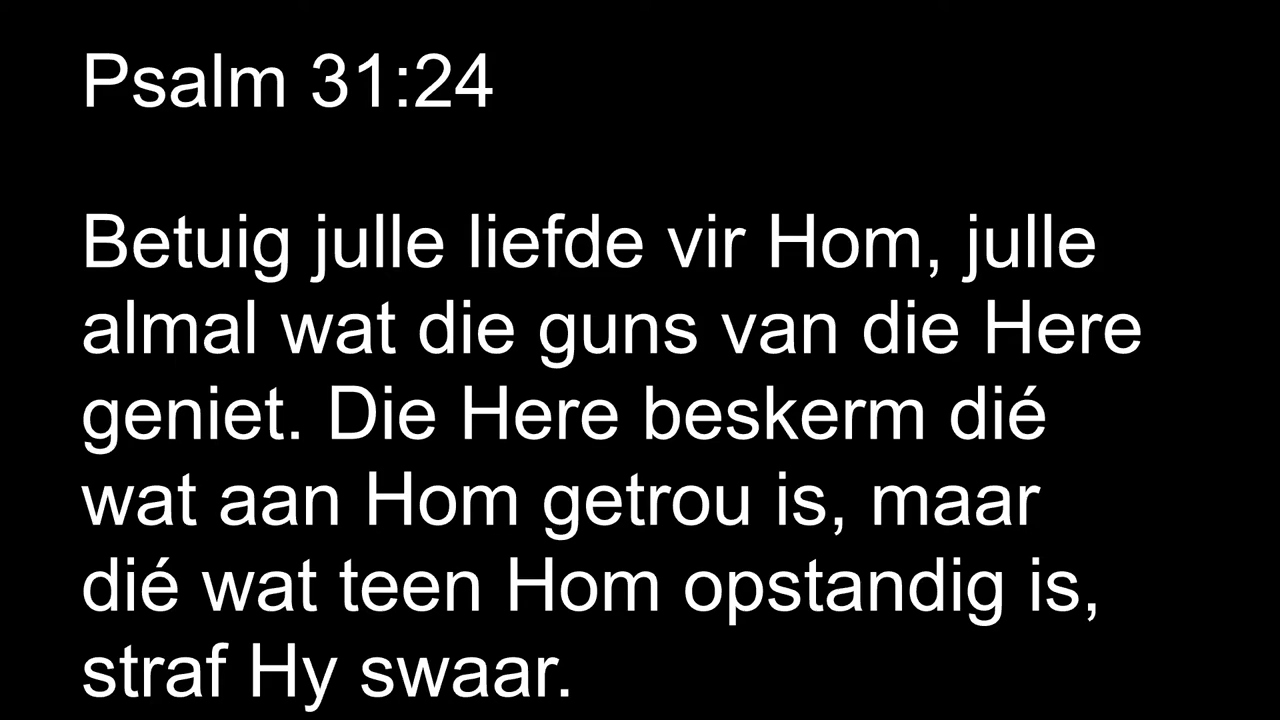 Psalm 31:24
Betuig julle liefde vir Hom, julle
almal wat die guns van die Here
geniet. Die Here beskerm dié
wat aan Hom getrou is, maar
dié wat teen Hom opstandig is,
straf Hy swaar.